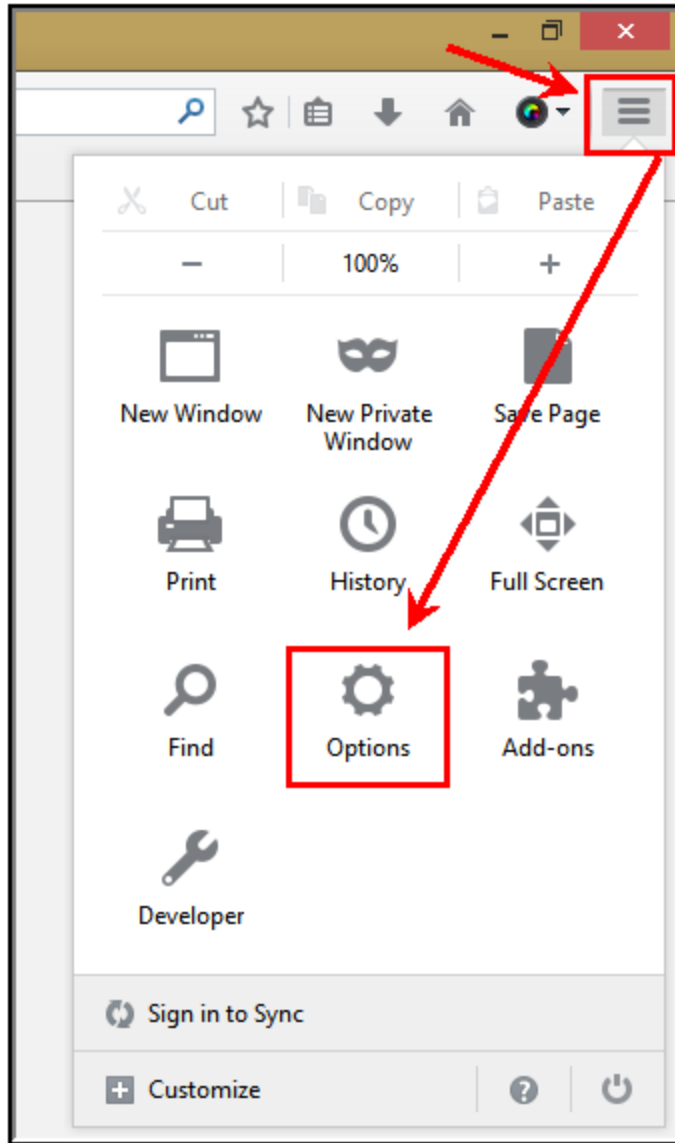 Cut Copy Paste
− 100% +
New Window New Private Window Save Page
Print History Full Screen
Find Options Add-ons
Developer
Sign in to Sync
Customize